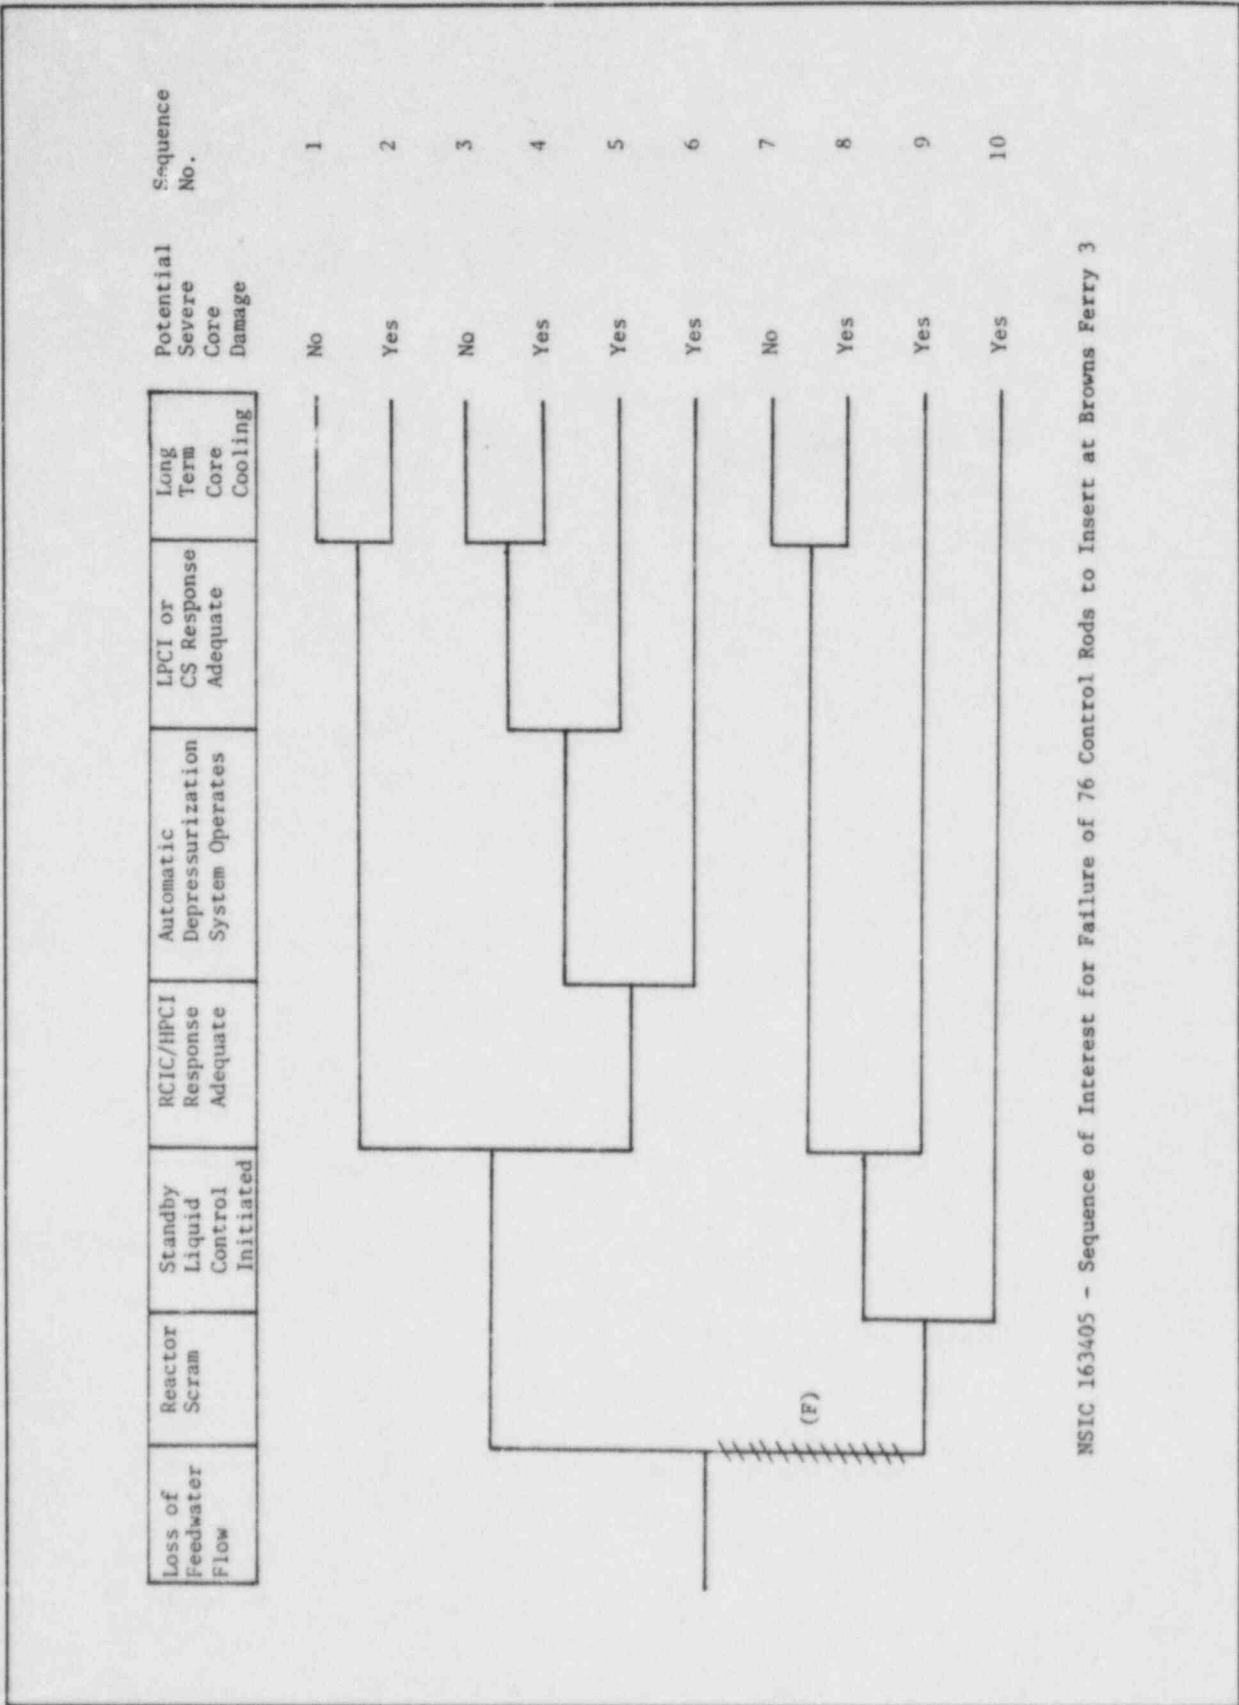 Loss of
Feedwater
Flow
Reactor
Scram
Standby
Liquid
Control
Initiated
RCIC/HPCI
Response
Adequate
Automatic
Depressurization
System Operates
LPCI or
CS Response
Adequate
Long
Term
Core
Cooling
Potential
Severe
Core
Damage
Sequence
No.
No 1
Yes 2
No 3
Yes 4
Yes 5
Yes 6
No 7
Yes 8
Yes 9
Yes 10
(F)
NSIC 163405 - Sequence of Interest for Failure of 76 Control Rods to Insert at Browns Ferry 3